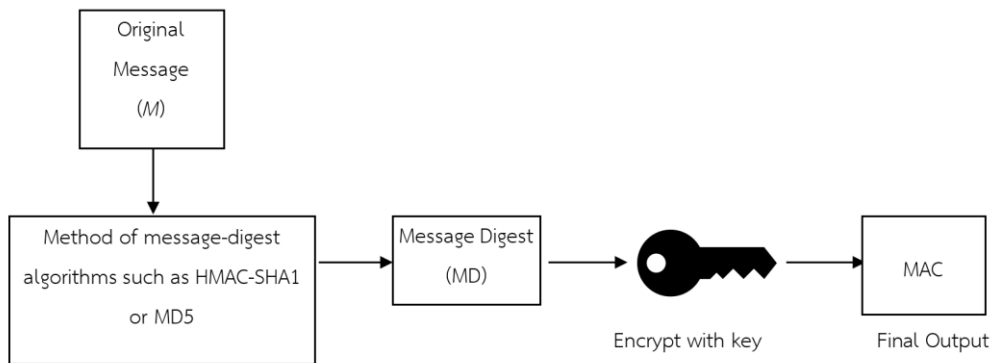 Original
Message
(M)
Method of message-digest
algorithms such as HMAC-SHA1
or MD5
Message Digest
(MD)
Encrypt with key
MAC
Final Output